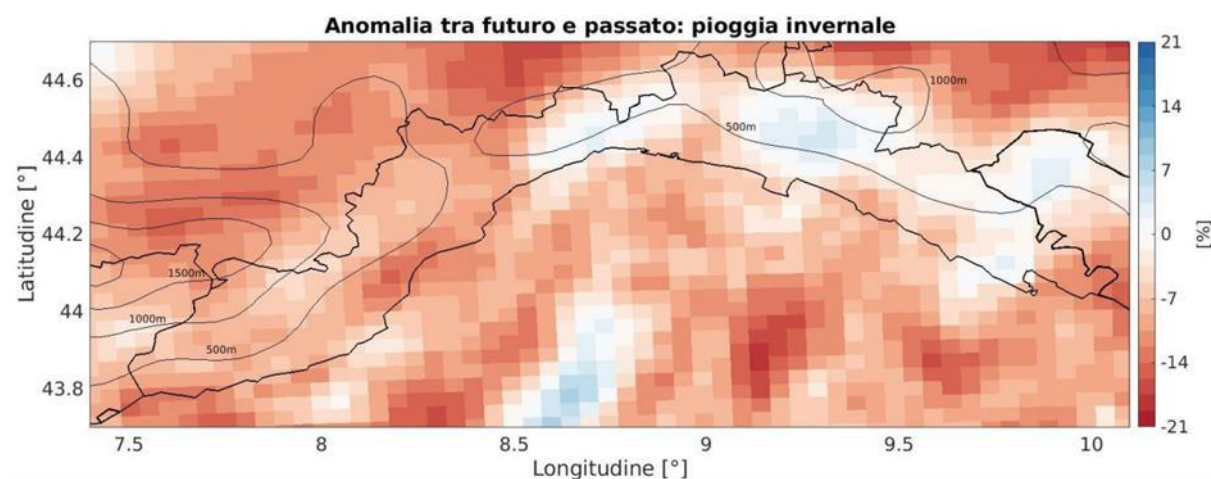 Anomalia tra futuro e passato: pioggia invernale
21
14
7
0
-7
-14
-21
[%]
44.6
44.4
44.2
44
43.8
Latitudine [°]
1000m
500m
1500m
1000m
500m
7.5
8
8.5
9
9.5
10
Longitudine [°]